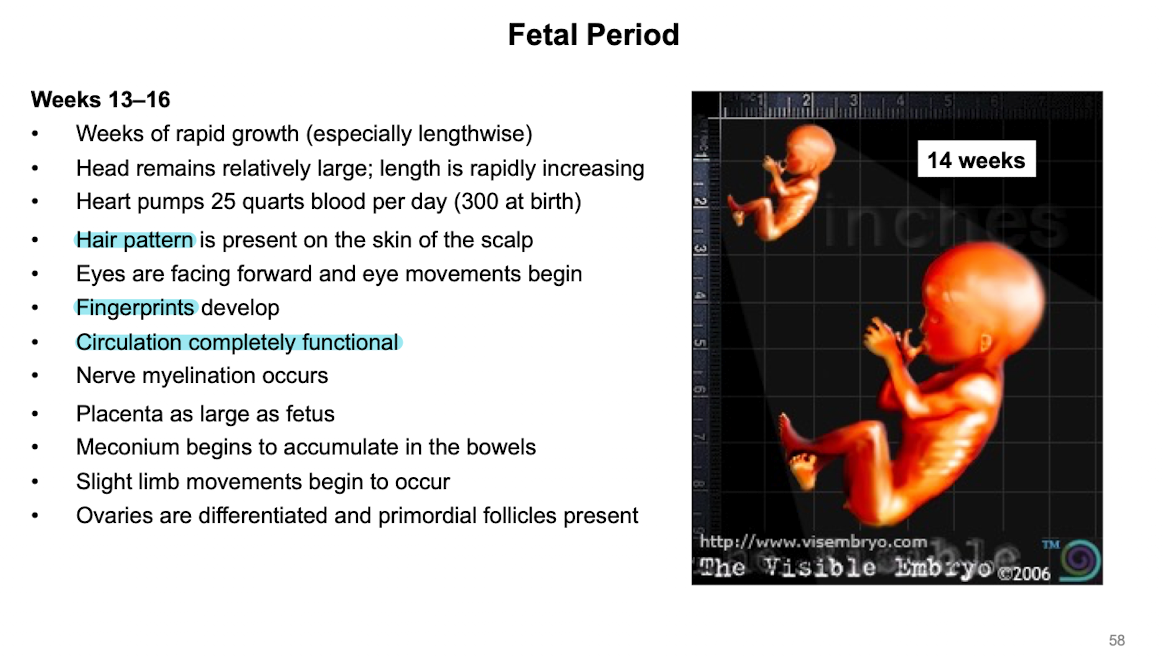 Fetal Period
Weeks 13–16
• Weeks of rapid growth (especially lengthwise)
• Head remains relatively large; length is rapidly increasing
• Heart pumps 25 quarts blood per day (300 at birth)
• Hair pattern is present on the skin of the scalp
• Eyes are facing forward and eye movements begin
• Fingerprints develop
• Circulation completely functional
• Nerve myelination occurs
• Placenta as large as fetus
• Meconium begins to accumulate in the bowels
• Slight limb movements begin to occur
• Ovaries are differentiated and primordial follicles present
1 2 3 4 5 6
14 weeks
inches
1
2
3
4
5
6
7
8
http://www.visembryo.com
The Visible Embryo ©2006
TM
58